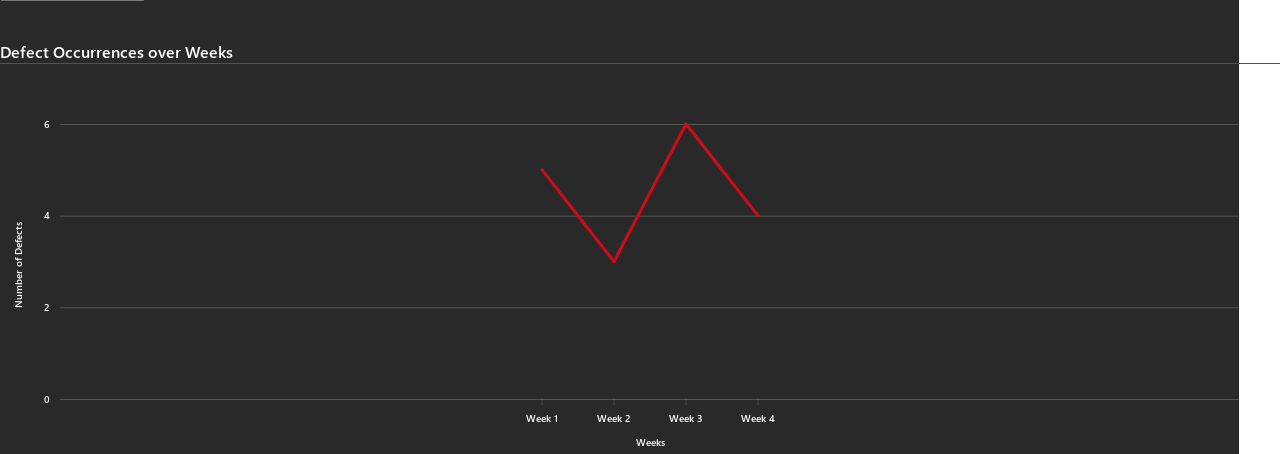 Defect Occurrences over Weeks
6
4
2
0
Number of Defects
Week 1
Week 2
Week 3
Week 4
Weeks